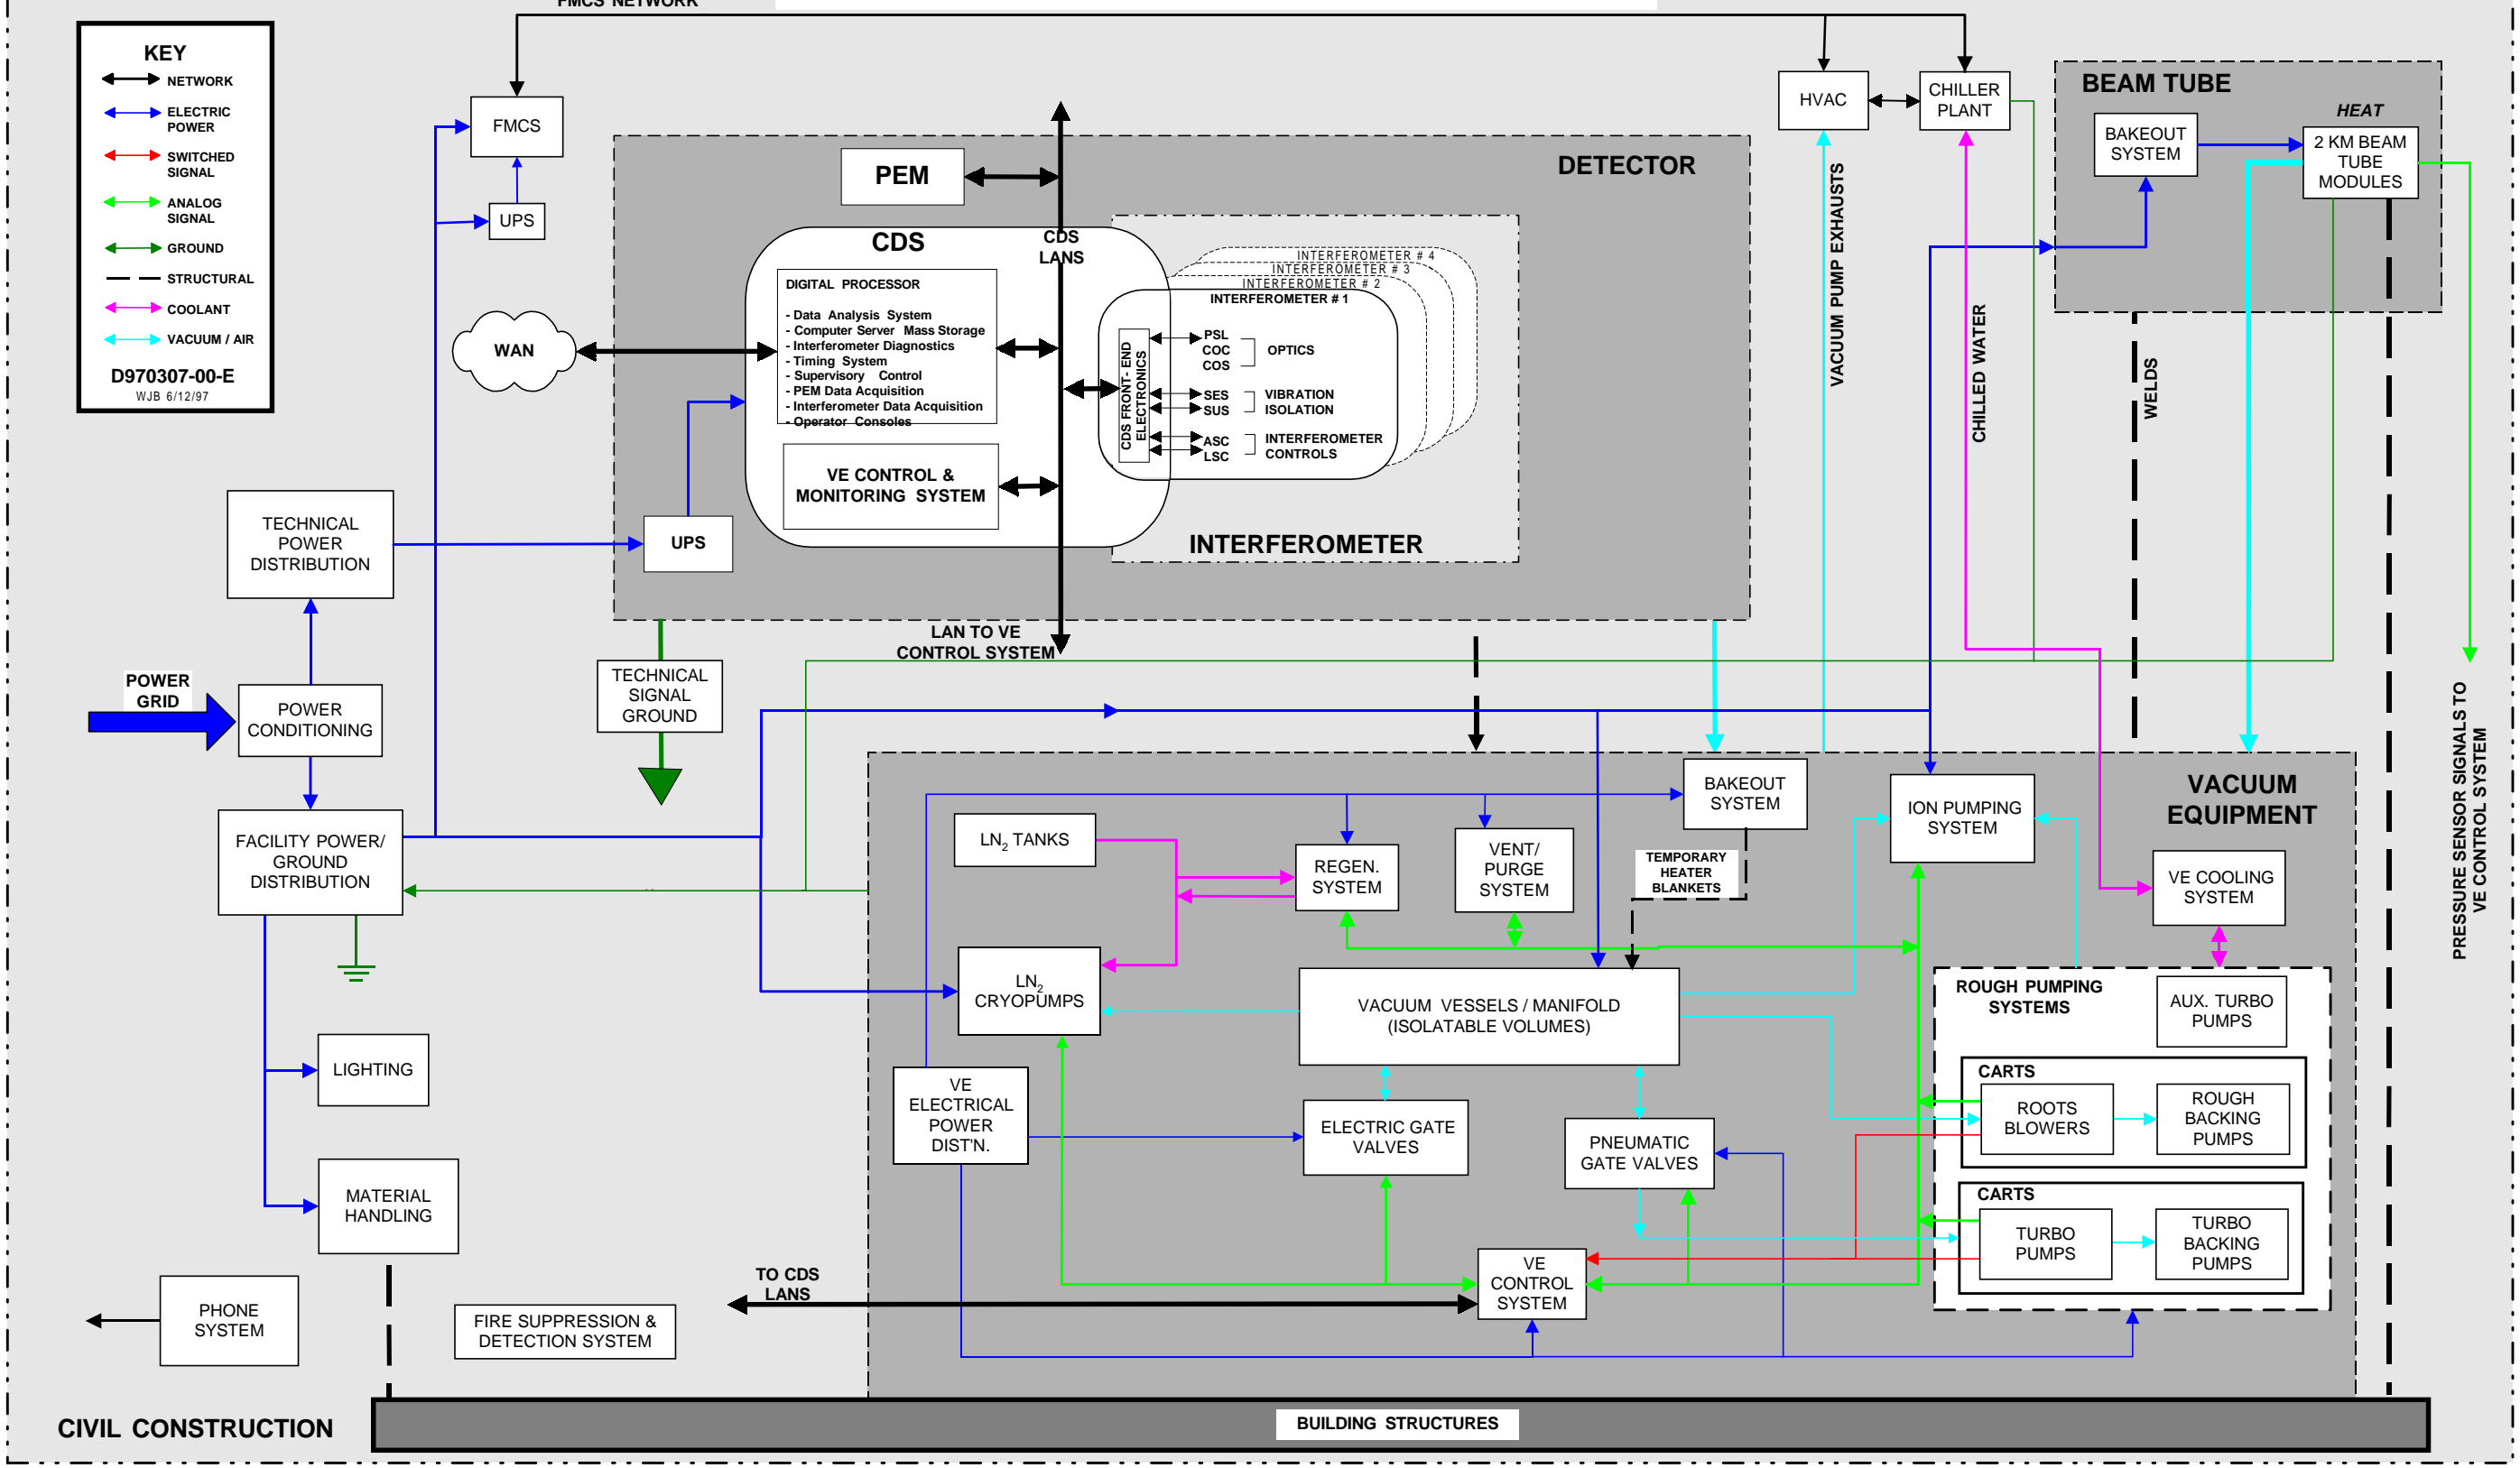 FMCS NETWORK
KEY
NETWORK
ELECTRIC
POWER
SWITCHED
SIGNAL
ANALOG
SIGNAL
GROUND
STRUCTURAL
COOLANT
VACUUM / AIR
D970307-00-E
WJB 6/12/97
FMCS
UPS
HVAC
CHILLER
PLANT
BEAM TUBE
BAKEOUT
SYSTEM
HEAT
2 KM BEAM
TUBE
MODULES
DETECTOR
PEM
CDS
CDS
LANS
DIGITAL PROCESSOR
- Data Analysis System
- Computer Server Mass Storage
- Interferometer Diagnostics
- Timing System
- Supervisory Control
- PEM Data Acquisition
- Interferometer Data Acquisition
- Operator Consoles
VE CONTROL &
MONITORING SYSTEM
WAN
UPS
INTERFEROMETER # 4
INTERFEROMETER # 3
INTERFEROMETER # 2
INTERFEROMETER # 1
CDS FRONT- END
ELECTRONICS
PSL
COC
COS
OPTICS
SES
SUS
VIBRATION
ISOLATION
ASC
LSC
INTERFEROMETER
CONTROLS
INTERFEROMETER
VACUUM PUMP EXHAUSTS
CHILLED WATER
WELDS
PRESSURE SENSOR SIGNALS TO
VE CONTROL SYSTEM
TECHNICAL
POWER
DISTRIBUTION
POWER
GRID
POWER
CONDITIONING
FACILITY POWER/
GROUND
DISTRIBUTION
LIGHTING
MATERIAL
HANDLING
PHONE
SYSTEM
FIRE SUPPRESSION &
DETECTION SYSTEM
LAN TO VE
CONTROL SYSTEM
TECHNICAL
SIGNAL
GROUND
VACUUM
EQUIPMENT
BAKEOUT
SYSTEM
ION PUMPING
SYSTEM
LN2 TANKS
REGEN.
SYSTEM
VENT/
PURGE
SYSTEM
TEMPORARY
HEATER
BLANKETS
VE COOLING
SYSTEM
LN2
CRYOPUMPS
VACUUM VESSELS / MANIFOLD
(ISOLATABLE VOLUMES)
ROUGH PUMPING
SYSTEMS
AUX. TURBO
PUMPS
CARTS
ROOTS
BLOWERS
ROUGH
BACKING
PUMPS
CARTS
TURBO
PUMPS
TURBO
BACKING
PUMPS
VE
ELECTRICAL
POWER
DIST'N.
ELECTRIC GATE
VALVES
PNEUMATIC
GATE VALVES
VE
CONTROL
SYSTEM
TO CDS
LANS
CIVIL CONSTRUCTION
BUILDING STRUCTURES